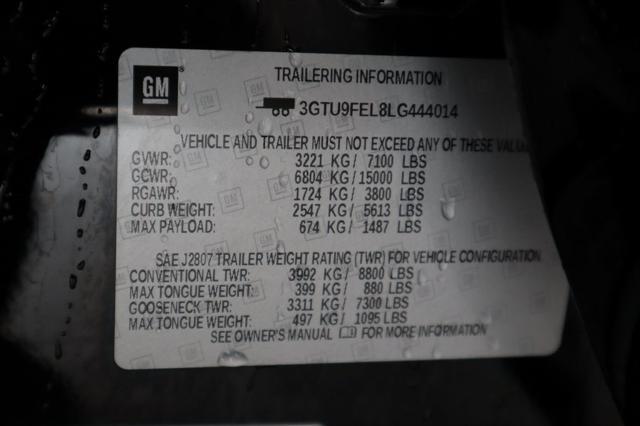 GM
TRAILERING INFORMATION
3GTU9FEL8LG444014
VEHICLE AND TRAILER MUST NOT EXCEED ANY OF THESE VALUES
GVWR: 3221 KG/ 7100 LBS
GCWR: 6804 KG/15000 LBS
RGAWR: 1724 KG/ 3800 LBS
CURB WEIGHT: 2547 KG/ 5613 LBS
MAX PAYLOAD: 674 KG/ 1487 LBS
SAE J2807 TRAILER WEIGHT RATING (TWR) FOR VEHICLE CONFIGURATION
CONVENTIONAL TWR: 3992 KG/ 8800 LBS
MAX TONGUE WEIGHT: 399 KG/ 880 LBS
GOOSENECK TWR: 3311 KG/ 7300 LBS
MAX TONGUE WEIGHT: 497 KG/ 1095 LBS
SEE OWNER'S MANUAL FOR MORE INFORMATION